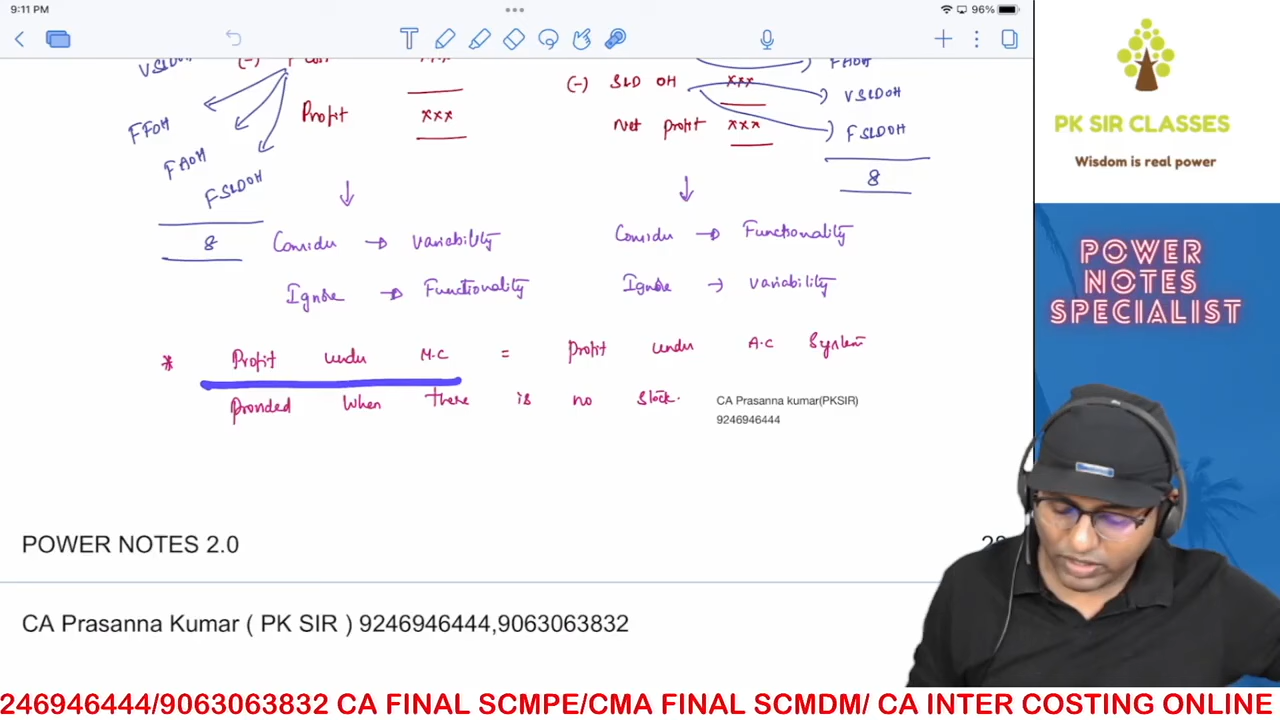 9:11 PM
96%
VSLDOH
(-)
FAOH
(-) SLD OH xxx
VSLDOH
Profit xxx
Net profit xxx
FSLDOH
FFOH
FAOH
FSLDOH
8
8
Consider → Variability
Consider → Functionality
Ignore → Functionality
Ignore → Variability
* Profit under M.C = Profit under A.C System
Provided When there is no Stock.
CA Prasanna kumar(PKSIR)
9246946444
POWER NOTES 2.0
CA Prasanna Kumar ( PK SIR ) 9246946444,9063063832
PK SIR CLASSES
Wisdom is real power
POWER
NOTES
SPECIALIST
246946444/9063063832 CA FINAL SCMPE/CMA FINAL SCMDM/ CA INTER COSTING ONLINE